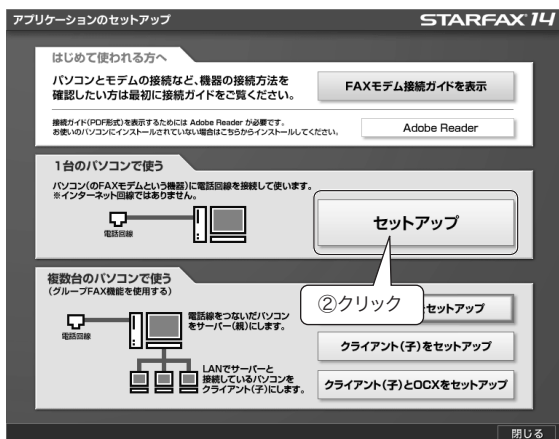 アプリケーションのセットアップ
STARFAX 14
はじめて使われる方へ
パソコンとモデムの接続など、機器の接続方法を
確認したい方は最初に接続ガイドをご覧ください。
FAXモデム接続ガイドを表示
接続ガイド(PDF形式)を表示するためには Adobe Reader が必要です。
お使いのパソコンにインストールされていない場合はこちらからインストールしてください。
Adobe Reader
1台のパソコンで使う
パソコン(のFAXモデムという機器)に電話回線を接続して使います。
※インターネット回線ではありません。
電話回線
セットアップ
複数台のパソコンで使う
(グループFAX機能を使用する)
②クリック
をセットアップ
電話回線
電話線をつないだパソコン
をサーバー(親)にします。
クライアント(子)をセットアップ
LANでサーバーと
接続しているパソコンを
クライアント(子)にします。
クライアント(子)とOCXをセットアップ
閉じる